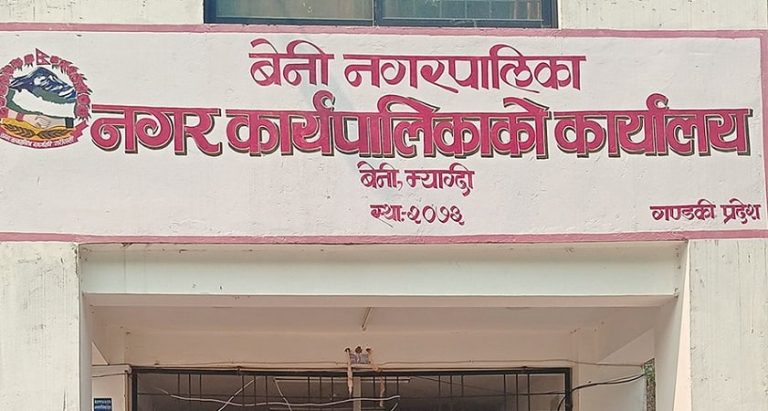 बेनी नगरपालिका
नगर कार्यपालिकाको कार्यालय
बेनी, म्याग्दी
स्था:-२०७३
गण्डकी प्रदेश